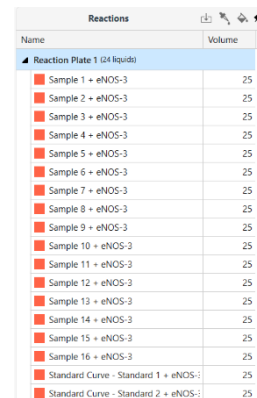 Reactions
Name Volume
Reaction Plate 1 (24 liquids)
Sample 1 + eNOS-3 25
Sample 2 + eNOS-3 25
Sample 3 + eNOS-3 25
Sample 4 + eNOS-3 25
Sample 5 + eNOS-3 25
Sample 6 + eNOS-3 25
Sample 7 + eNOS-3 25
Sample 8 + eNOS-3 25
Sample 9 + eNOS-3 25
Sample 10 + eNOS-3 25
Sample 11 + eNOS-3 25
Sample 12 + eNOS-3 25
Sample 13 + eNOS-3 25
Sample 14 + eNOS-3 25
Sample 15 + eNOS-3 25
Sample 16 + eNOS-3 25
Standard Curve - Standard 1 + eNOS- 25
Standard Curve - Standard 2 + eNOS- 25